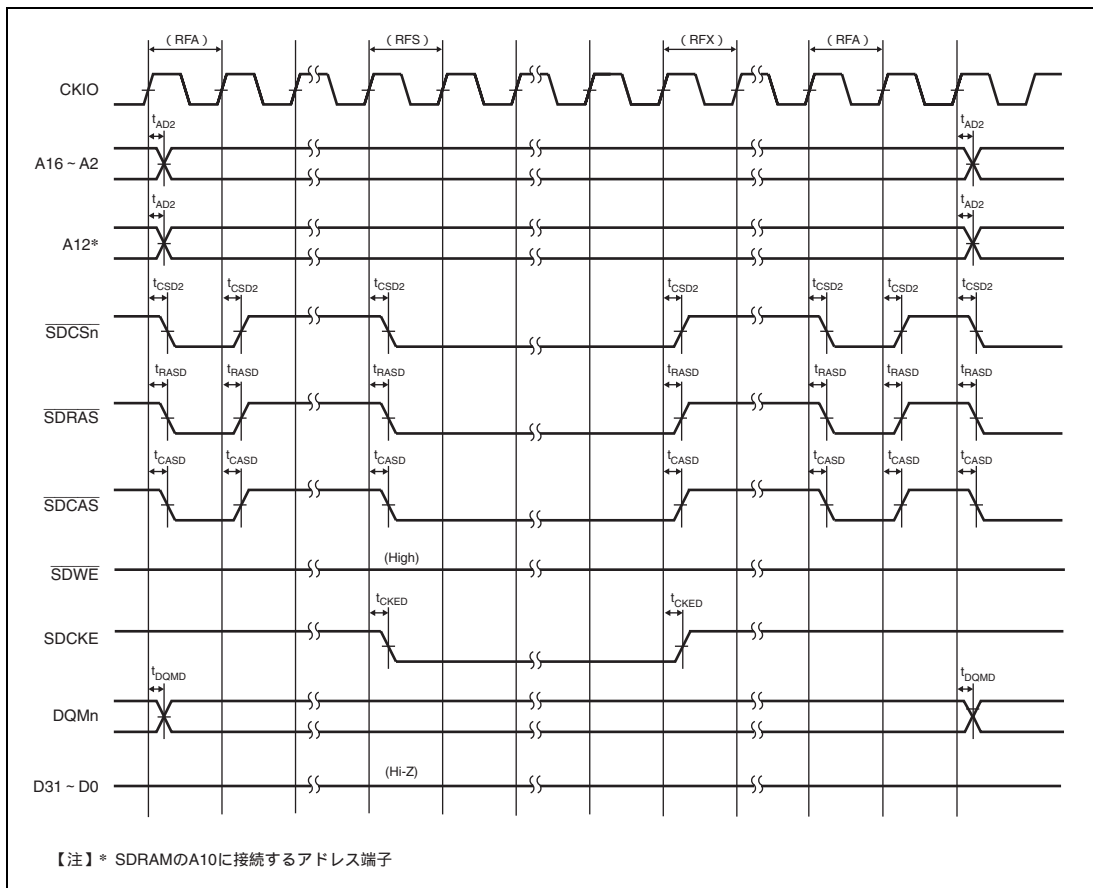 (RFA) (RFS) (RFX) (RFA)
CKIO
tAD2 tAD2
A16 ~ A2
tAD2 tAD2
A12*
tCSD2 tCSD2 tCSD2 tCSD2 tCSD2 tCSD2 tCSD2
SDCSn
tRASD tRASD tRASD tRASD tRASD tRASD tRASD
SDRAS
tCASD tCASD tCASD tCASD tCASD tCASD tCASD
SDCAS
(High)
SDWE
tCKED tCKED
SDCKE
tDQMD tDQMD
DQMn
(Hi-Z)
D31 ~ D0
【注】* SDRAMのA10に接続するアドレス端子